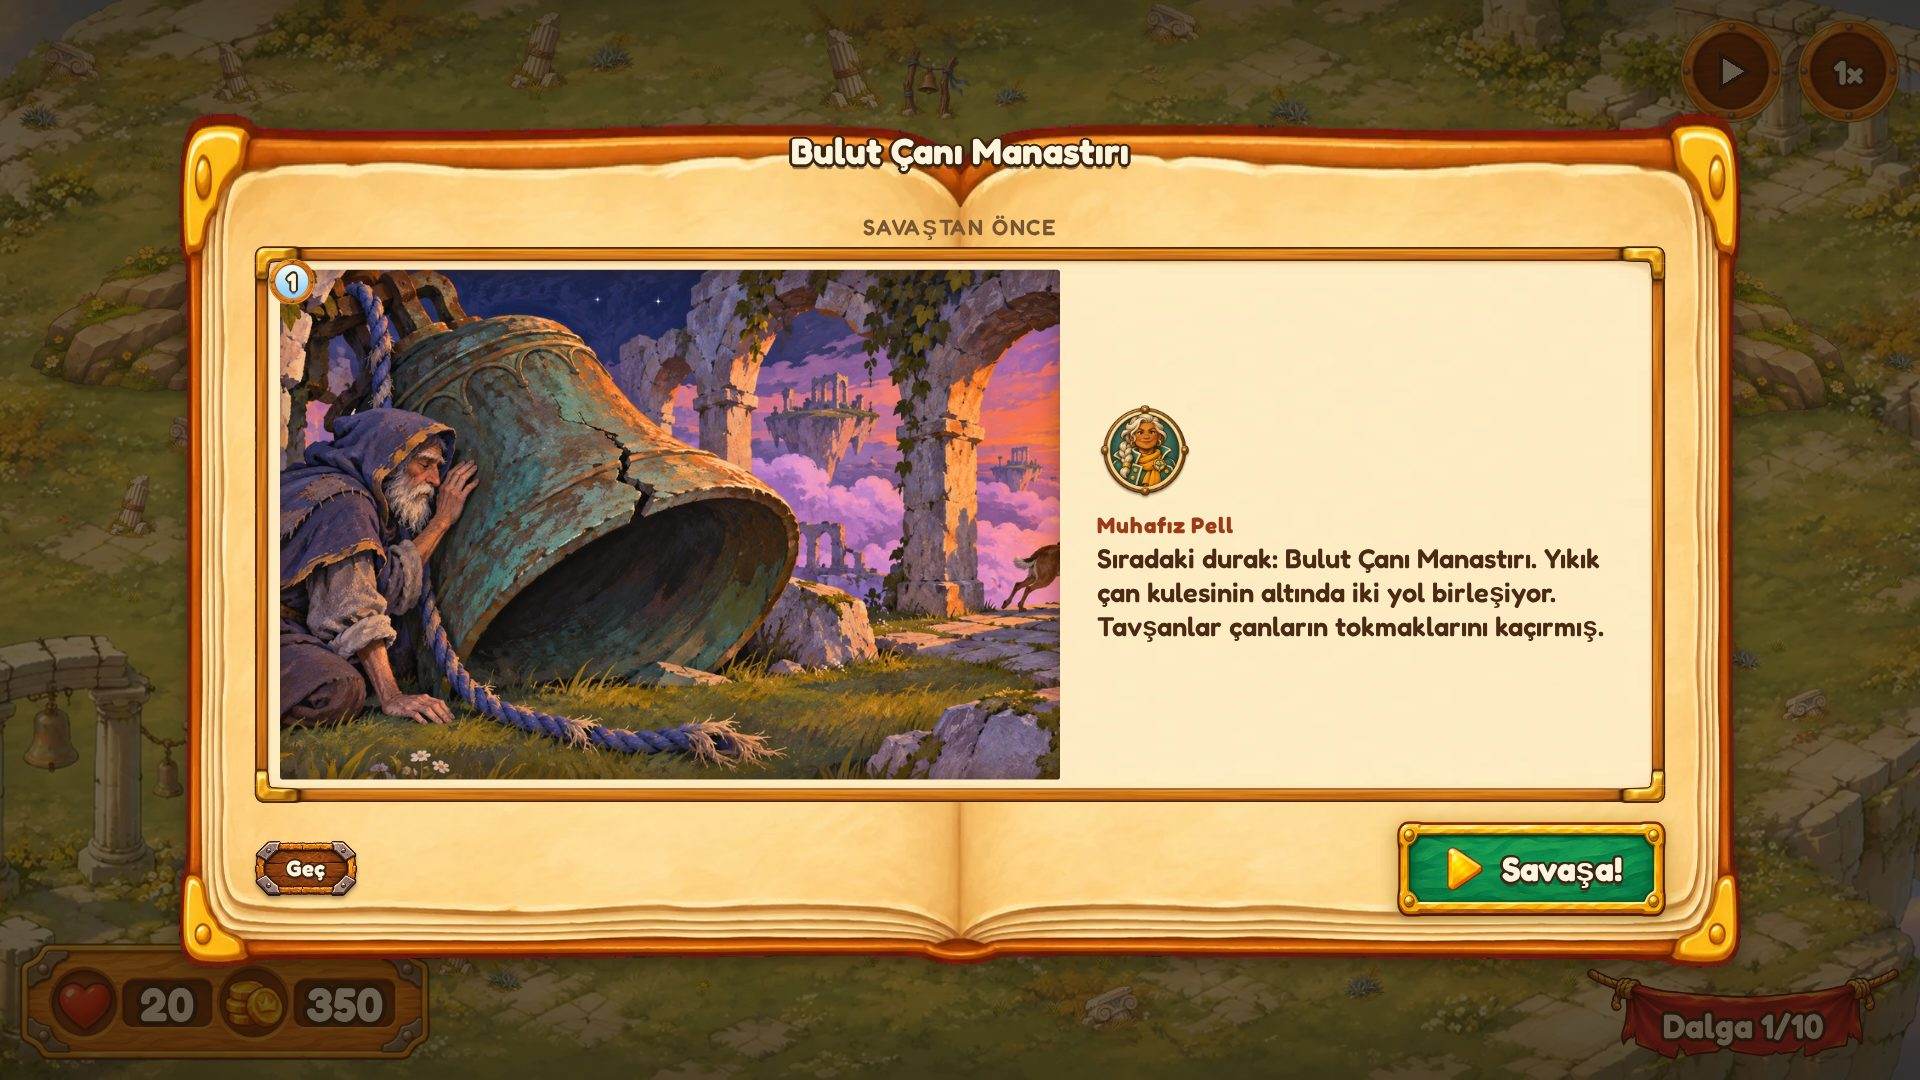 1x
Bulut Çanı Manastırı
SAVAŞTAN ÖNCE
1
Muhafız Pell
Sıradaki durak: Bulut Çanı Manastırı. Yıkık
çan kulesinin altında iki yol birleşiyor.
Tavşanlar çanların tokmaklarını kaçırmış.
Geç
Savaşa!
20
350
Dalga 1/10